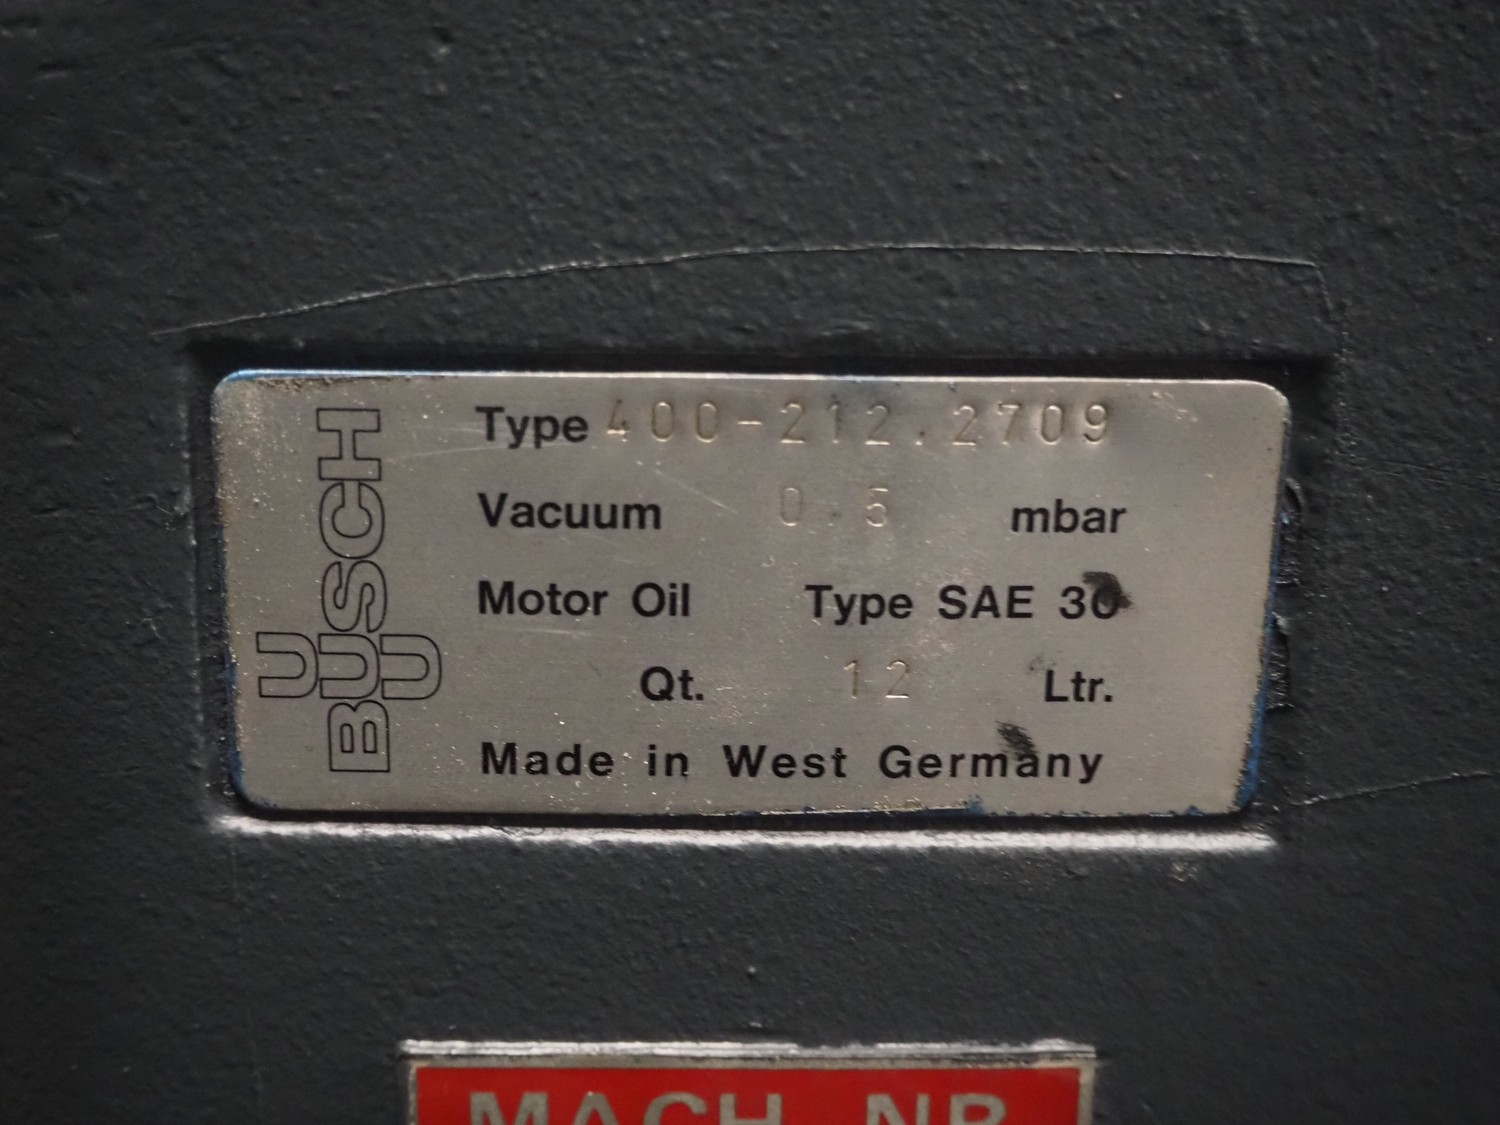 U BUSCH U
Type 400-212.2709
Vacuum 0.5 mbar
Motor Oil Type SAE 30
Qt. 12 Ltr.
Made in West Germany
MACH. NR